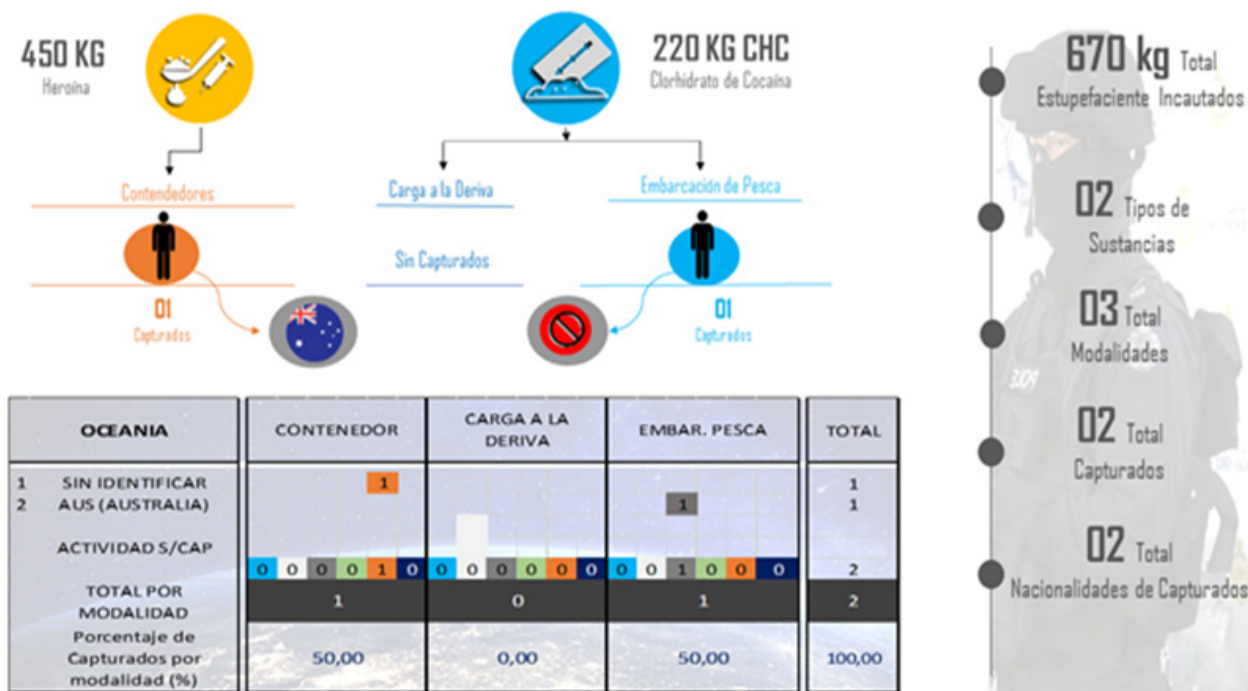 450 KG
Heroína
220 KG CHC
Clorhidrato de Cocaína
Contendedores
Carga a la Deriva
Embarcación de Pesca
Sin Capturados
01
Capturados
01
Capturados
670 kg Total
Estupefaciente Incautados
02 Tipos de
Sustancias
03 Total
Modalidades
02 Total
Capturados
02 Total
Nacionalidades de Capturados
OCEANIA CONTENEDOR CARGA A LA DERIVA EMBAR. PESCA TOTAL
1 SIN IDENTIFICAR 1 1
2 AUS (AUSTRALIA) 1 1
ACTIVIDAD S/CAP
0 0 0 0 1 0 0 0 0 0 0 0 0 0 1 0 0 0 2
TOTAL POR MODALIDAD 1 0 1 2
Porcentaje de
Capturados por 50,00 0,00 50,00 100,00
modalidad (%)